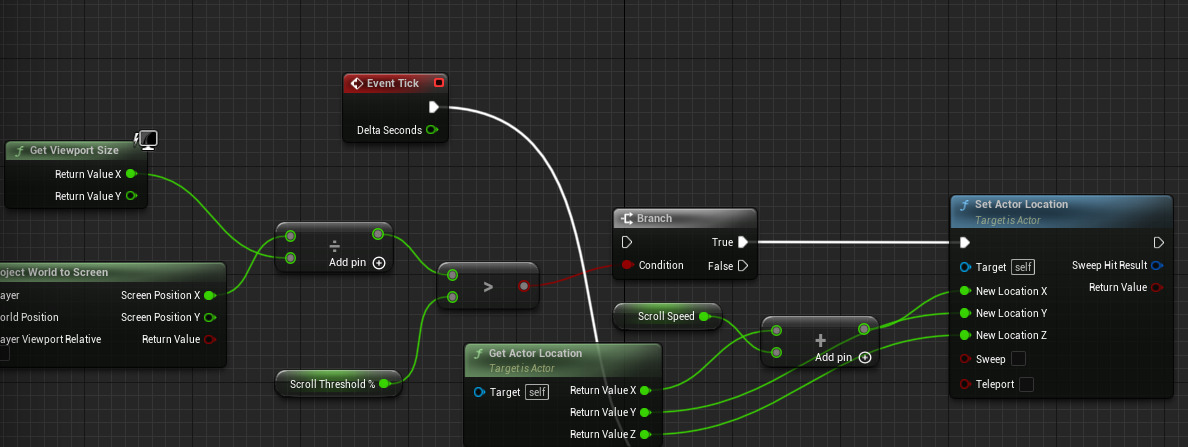 Event Tick
Delta Seconds
Get Viewport Size
Return Value X
Return Value Y
÷
Add pin
Branch
True
Condition
False
Set Actor Location
Target is Actor
Target
self
Sweep Hit Result
New Location X
Return Value
New Location Y
New Location Z
Sweep
Teleport
oject World to Screen
ayer
Screen Position X
orld Position
Screen Position Y
ayer Viewport Relative
Return Value
>
Scroll Speed
+
Add pin
Scroll Threshold %
Get Actor Location
Target is Actor
Target
self
Return Value X
Return Value Y
Return Value Z